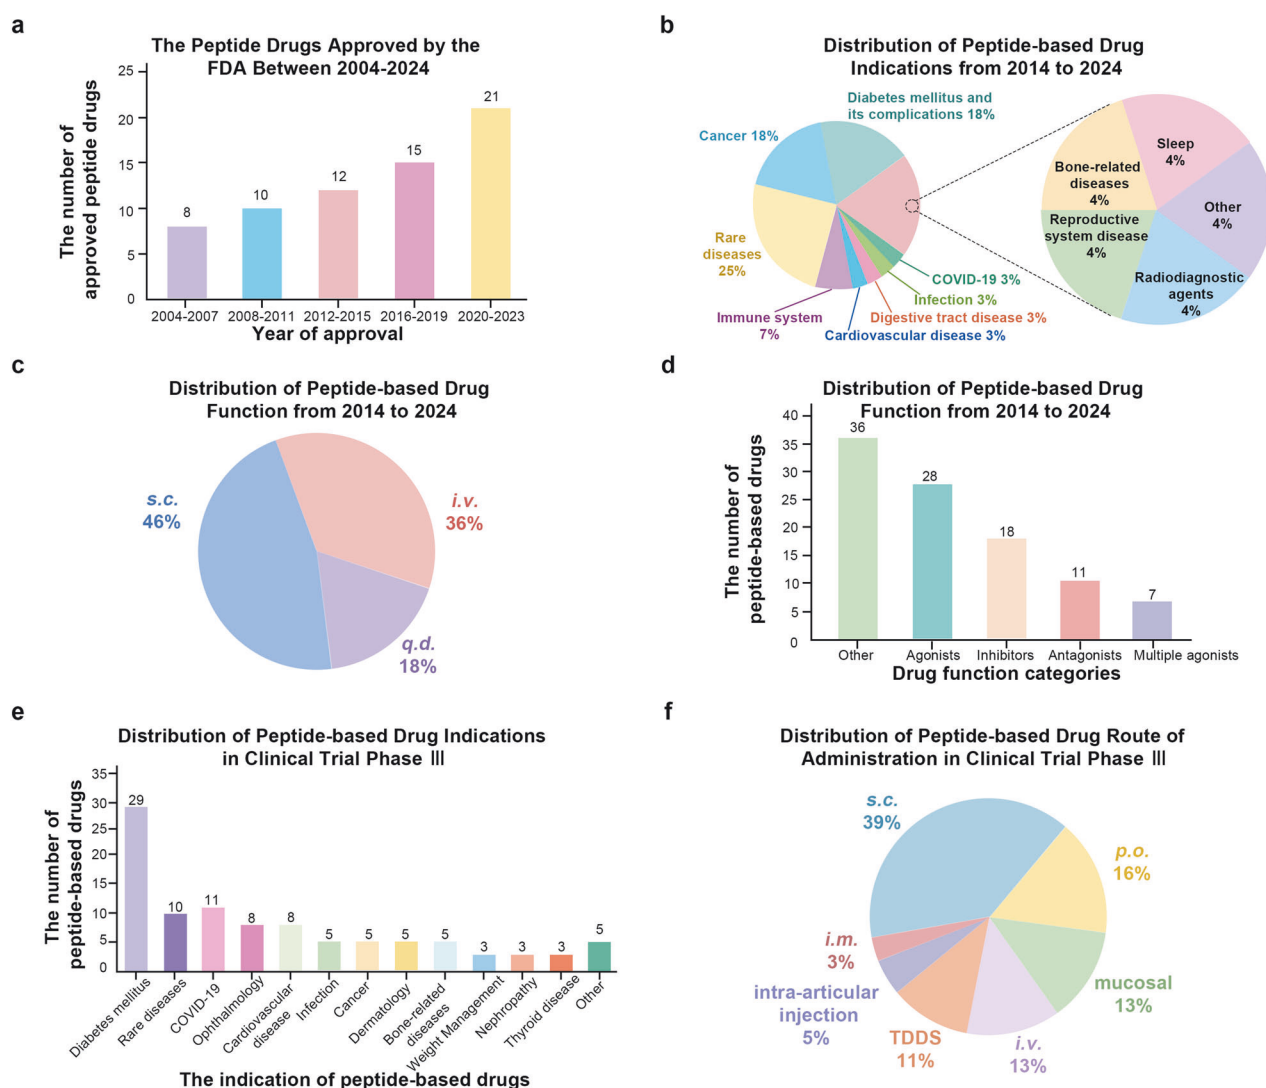 a
The Peptide Drugs Approved by the
FDA Between 2004-2024
The number of
approved peptide drugs
25
20
15
10
5
0
8
10
12
15
21
2004-2007
2008-2011
2012-2015
2016-2019
2020-2023
Year of approval
b
Distribution of Peptide-based Drug
Indications from 2014 to 2024
Diabetes mellitus and
its complications 18%
Cancer 18%
Rare
diseases
25%
Immune system
7%
Cardiovascular disease 3%
Digestive tract disease 3%
Infection 3%
COVID-19 3%
Sleep
4%
Bone-related
diseases
4%
Other
4%
Reproductive
system disease
4%
Radiodiagnostic
agents
4%
c
Distribution of Peptide-based Drug
Function from 2014 to 2024
s.c.
46%
i.v.
36%
q.d.
18%
d
Distribution of Peptide-based Drug
Function from 2014 to 2024
The number of
peptide-based drugs
40
35
30
25
20
15
10
5
0
36
28
18
11
7
Other
Agonists
Inhibitors
Antagonists
Multiple agonists
Drug function categories
e
Distribution of Peptide-based Drug Indications
in Clinical Trial Phase Ⅲ
The number of
peptide-based drugs
35
30
25
20
15
10
5
0
29
10
11
8
8
5
5
5
5
3
3
3
5
Diabetes mellitus
Rare diseases
COVID-19
Ophthalmology
Cardiovascular
disease
Infection
Cancer
Dermatology
Bone-related
diseases
Weight Management
Nephropathy
Thyroid disease
Other
The indication of peptide-based drugs
f
Distribution of Peptide-based Drug Route of
Administration in Clinical Trial Phase Ⅲ
s.c.
39%
p.o.
16%
mucosal
13%
i.v.
13%
TDDS
11%
intra-articular
injection
5%
i.m.
3%